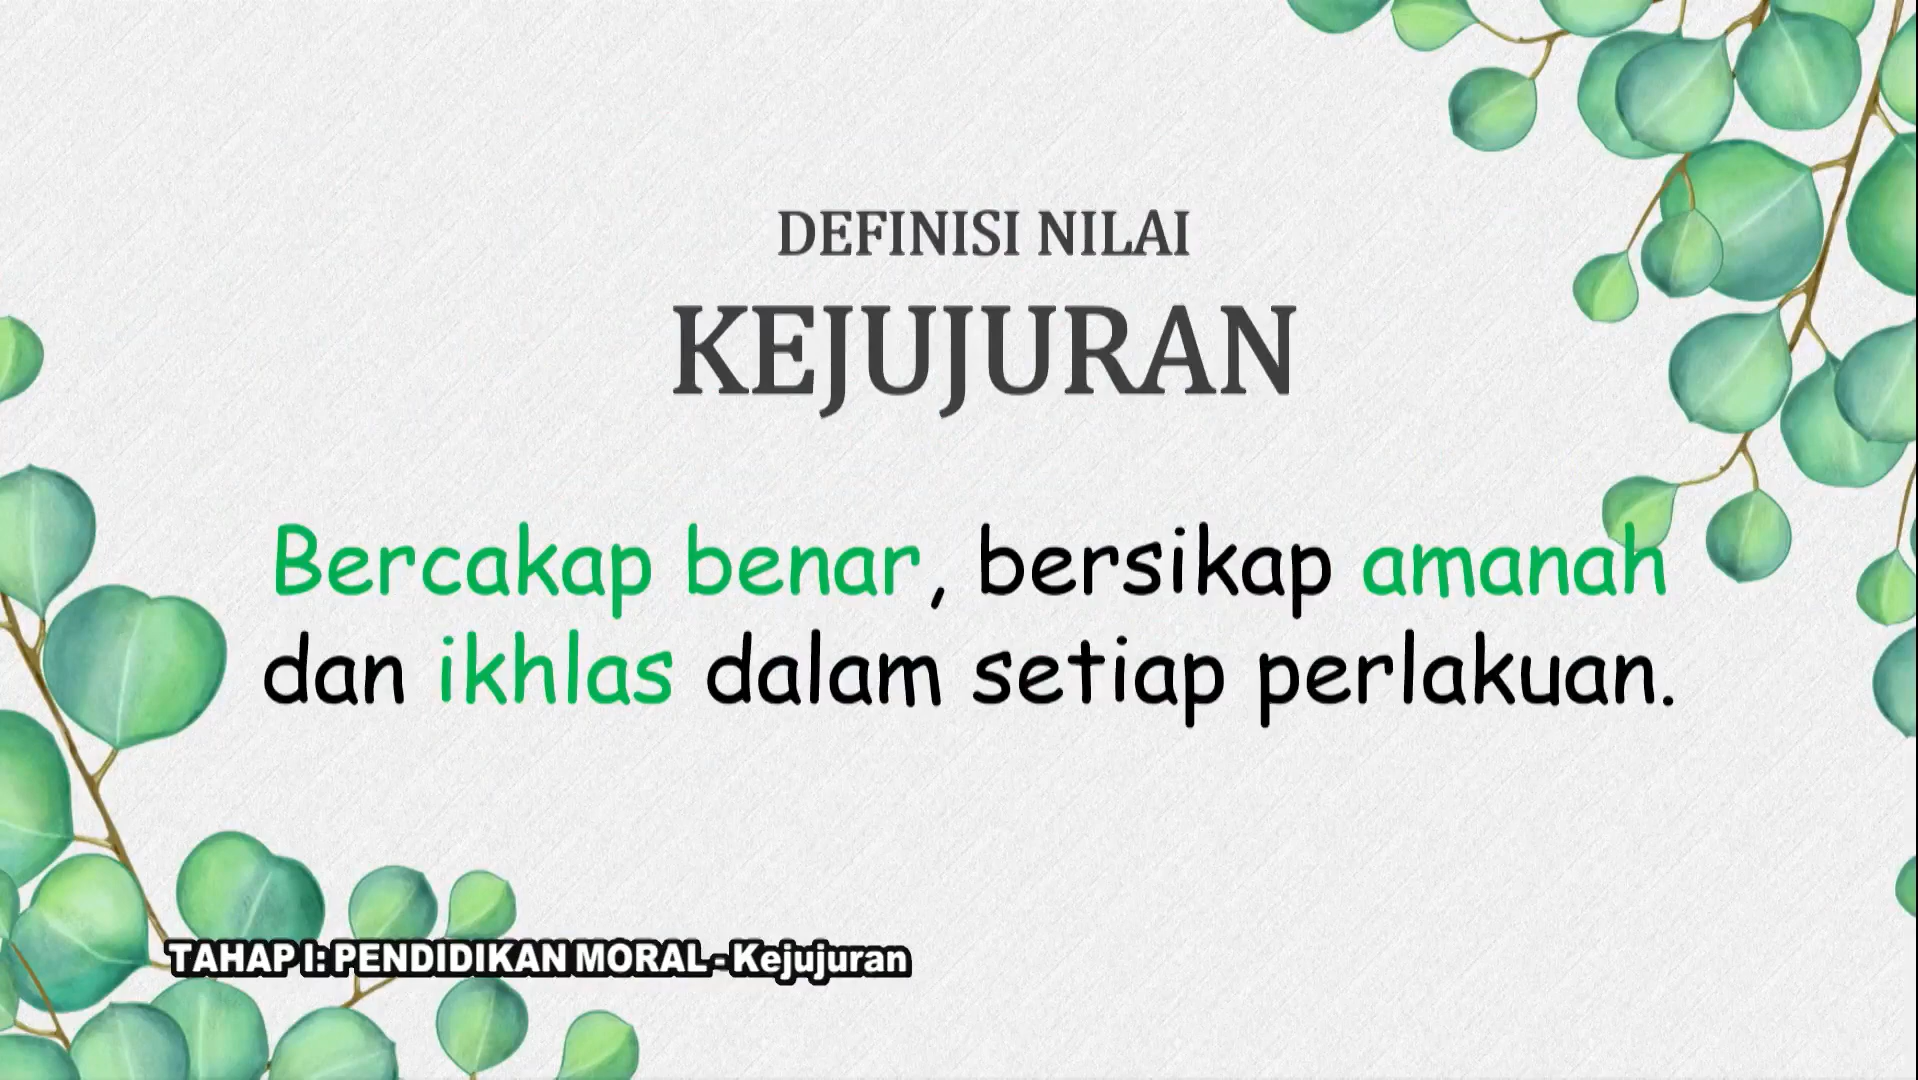 DEFINISI NILAI
KEJUJURAN
Bercakap benar, bersikap amanah
dan ikhlas dalam setiap perlakuan.
TAHAP I: PENDIDIKAN MORAL - Kejujuran